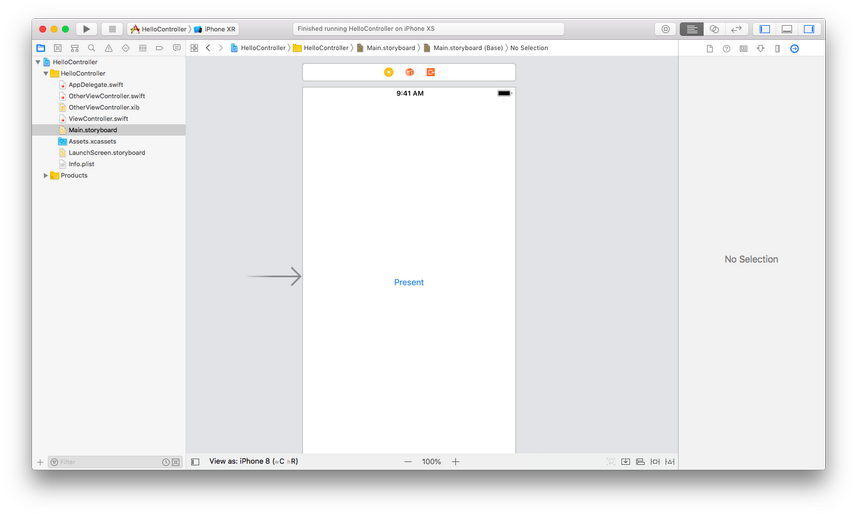 HelloController
iPhone XR
Finished running HelloController on iPhone XS
HelloController
HelloController
Main.storyboard
Main.storyboard (Base)
No Selection
HelloController
HelloController
AppDelegate.swift
OtherViewController.swift
OtherViewController.xib
ViewController.swift
Main.storyboard
Assets.xcassets
LaunchScreen.storyboard
Info.plist
Products
9:41 AM
Present
No Selection
Filter
View as: iPhone 8 (wC hR)
100%